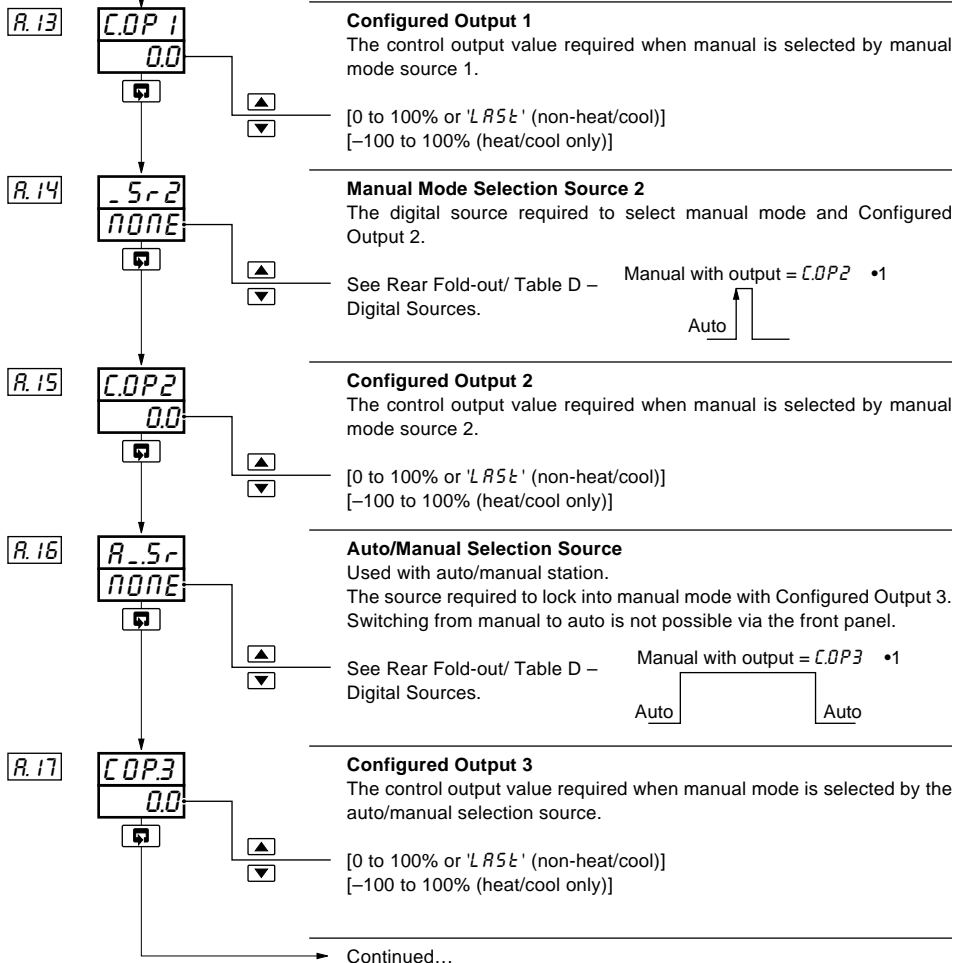 A.13
C.OP 1
0.0
Configured Output 1
The control output value required when manual is selected by manual
mode source 1.
[0 to 100% or 'LASt' (non-heat/cool)]
[–100 to 100% (heat/cool only)]
A.14
_Sr2
NONE
Manual Mode Selection Source 2
The digital source required to select manual mode and Configured
Output 2.
See Rear Fold-out/ Table D –
Digital Sources.
Manual with output = C.OP2 •1
Auto
A.15
C.OP2
0.0
Configured Output 2
The control output value required when manual is selected by manual
mode source 2.
[0 to 100% or 'LASt' (non-heat/cool)]
[–100 to 100% (heat/cool only)]
A.16
A_.Sr
NONE
Auto/Manual Selection Source
Used with auto/manual station.
The source required to lock into manual mode with Configured Output 3.
Switching from manual to auto is not possible via the front panel.
See Rear Fold-out/ Table D –
Digital Sources.
Manual with output = C.OP3 •1
Auto Auto
A.17
COP.3
0.0
Configured Output 3
The control output value required when manual mode is selected by the
auto/manual selection source.
[0 to 100% or 'LASt' (non-heat/cool)]
[–100 to 100% (heat/cool only)]
Continued…